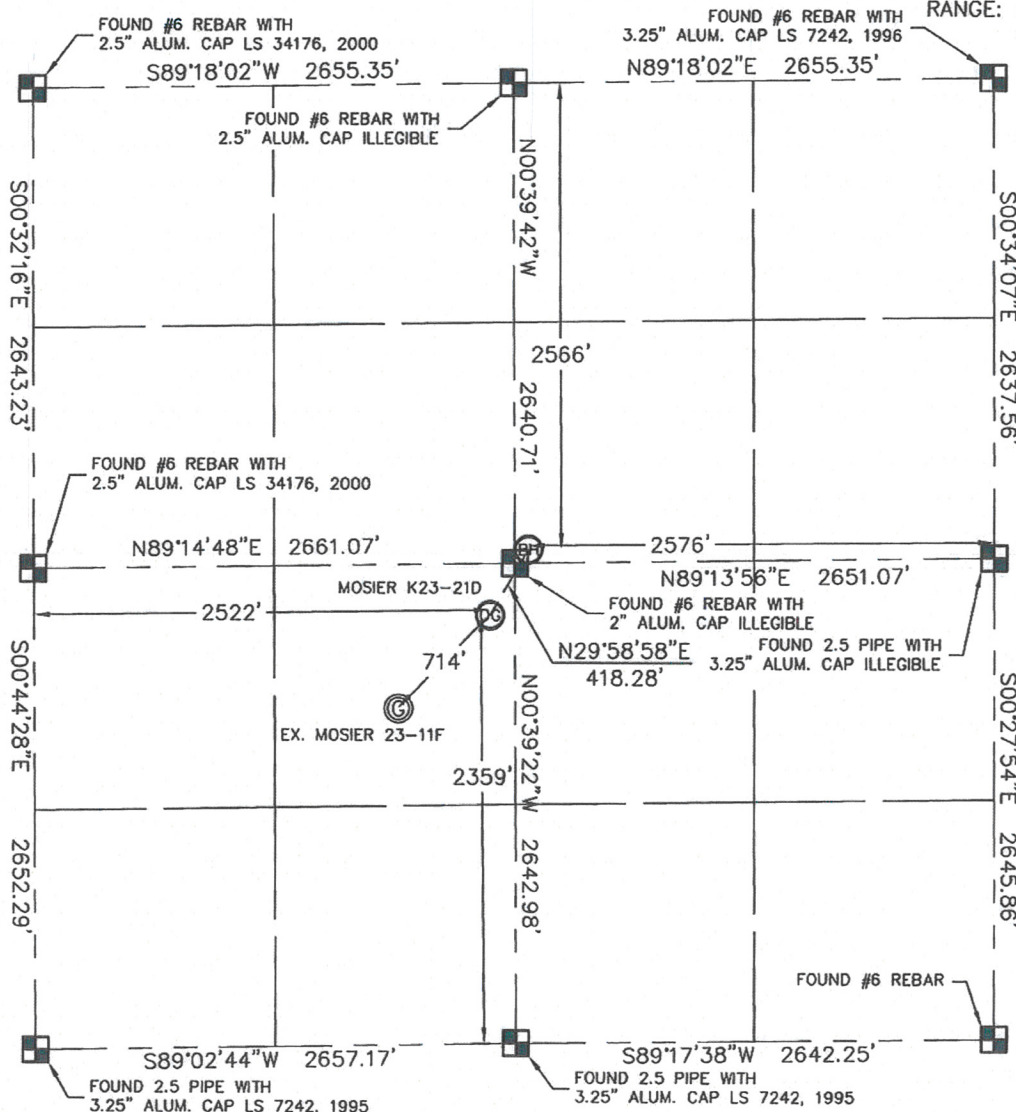 RANGE:
FOUND #6 REBAR WITH
2.5" ALUM. CAP LS 34176, 2000
FOUND #6 REBAR WITH
3.25" ALUM. CAP LS 7242, 1996
S89°18'02"W 2655.35'
N89°18'02"E 2655.35'
FOUND #6 REBAR WITH
2.5" ALUM. CAP ILLEGIBLE
S00°32'16"E 2643.23'
N00°39'42"W 2640.71'
S00°34'07"E 2637.56'
2566'
FOUND #6 REBAR WITH
2.5" ALUM. CAP LS 34176, 2000
N89°14'48"E 2661.07'
BH
2576'
N89°13'56"E 2651.07'
MOSIER K23-21D
FOUND #6 REBAR WITH
2" ALUM. CAP ILLEGIBLE
2522'
DG
N29°58'58"E
418.28'
FOUND 2.5 PIPE WITH
3.25" ALUM. CAP ILLEGIBLE
714'
G
EX. MOSIER 23-11F
S00°44'28"E 2652.29'
2359'
N00°39'22"W 2642.98'
S00°27'54"E 2645.86'
FOUND #6 REBAR
S89°02'44"W 2657.17'
S89°17'38"W 2642.25'
FOUND 2.5 PIPE WITH
3.25" ALUM. CAP LS 7242, 1995
FOUND 2.5 PIPE WITH
3.25" ALUM. CAP LS 7242, 1995